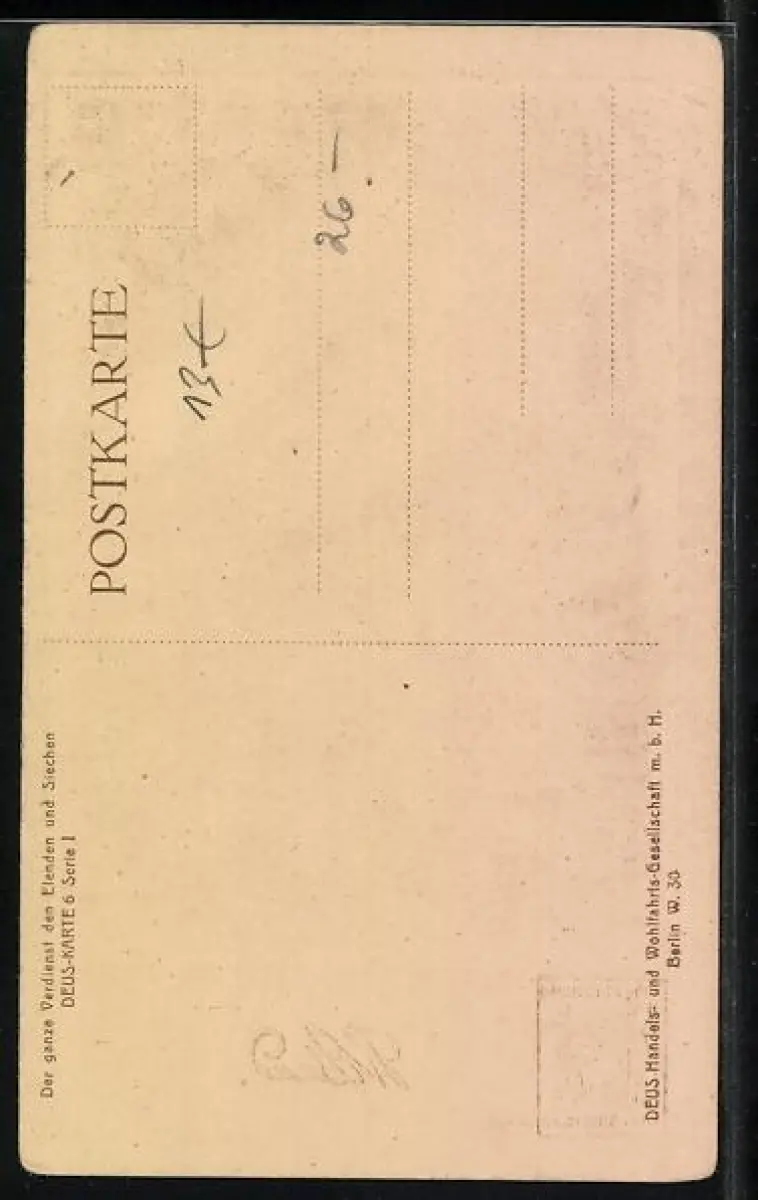 Der ganze Verdienst den Elenden und Siechen
DEUS-KARTE 6 Serie I
POSTKARTE
13€
26 —.
DEUS Handels- und Wohlfahrts-Gesellschaft m. b. H.
Berlin W. 30